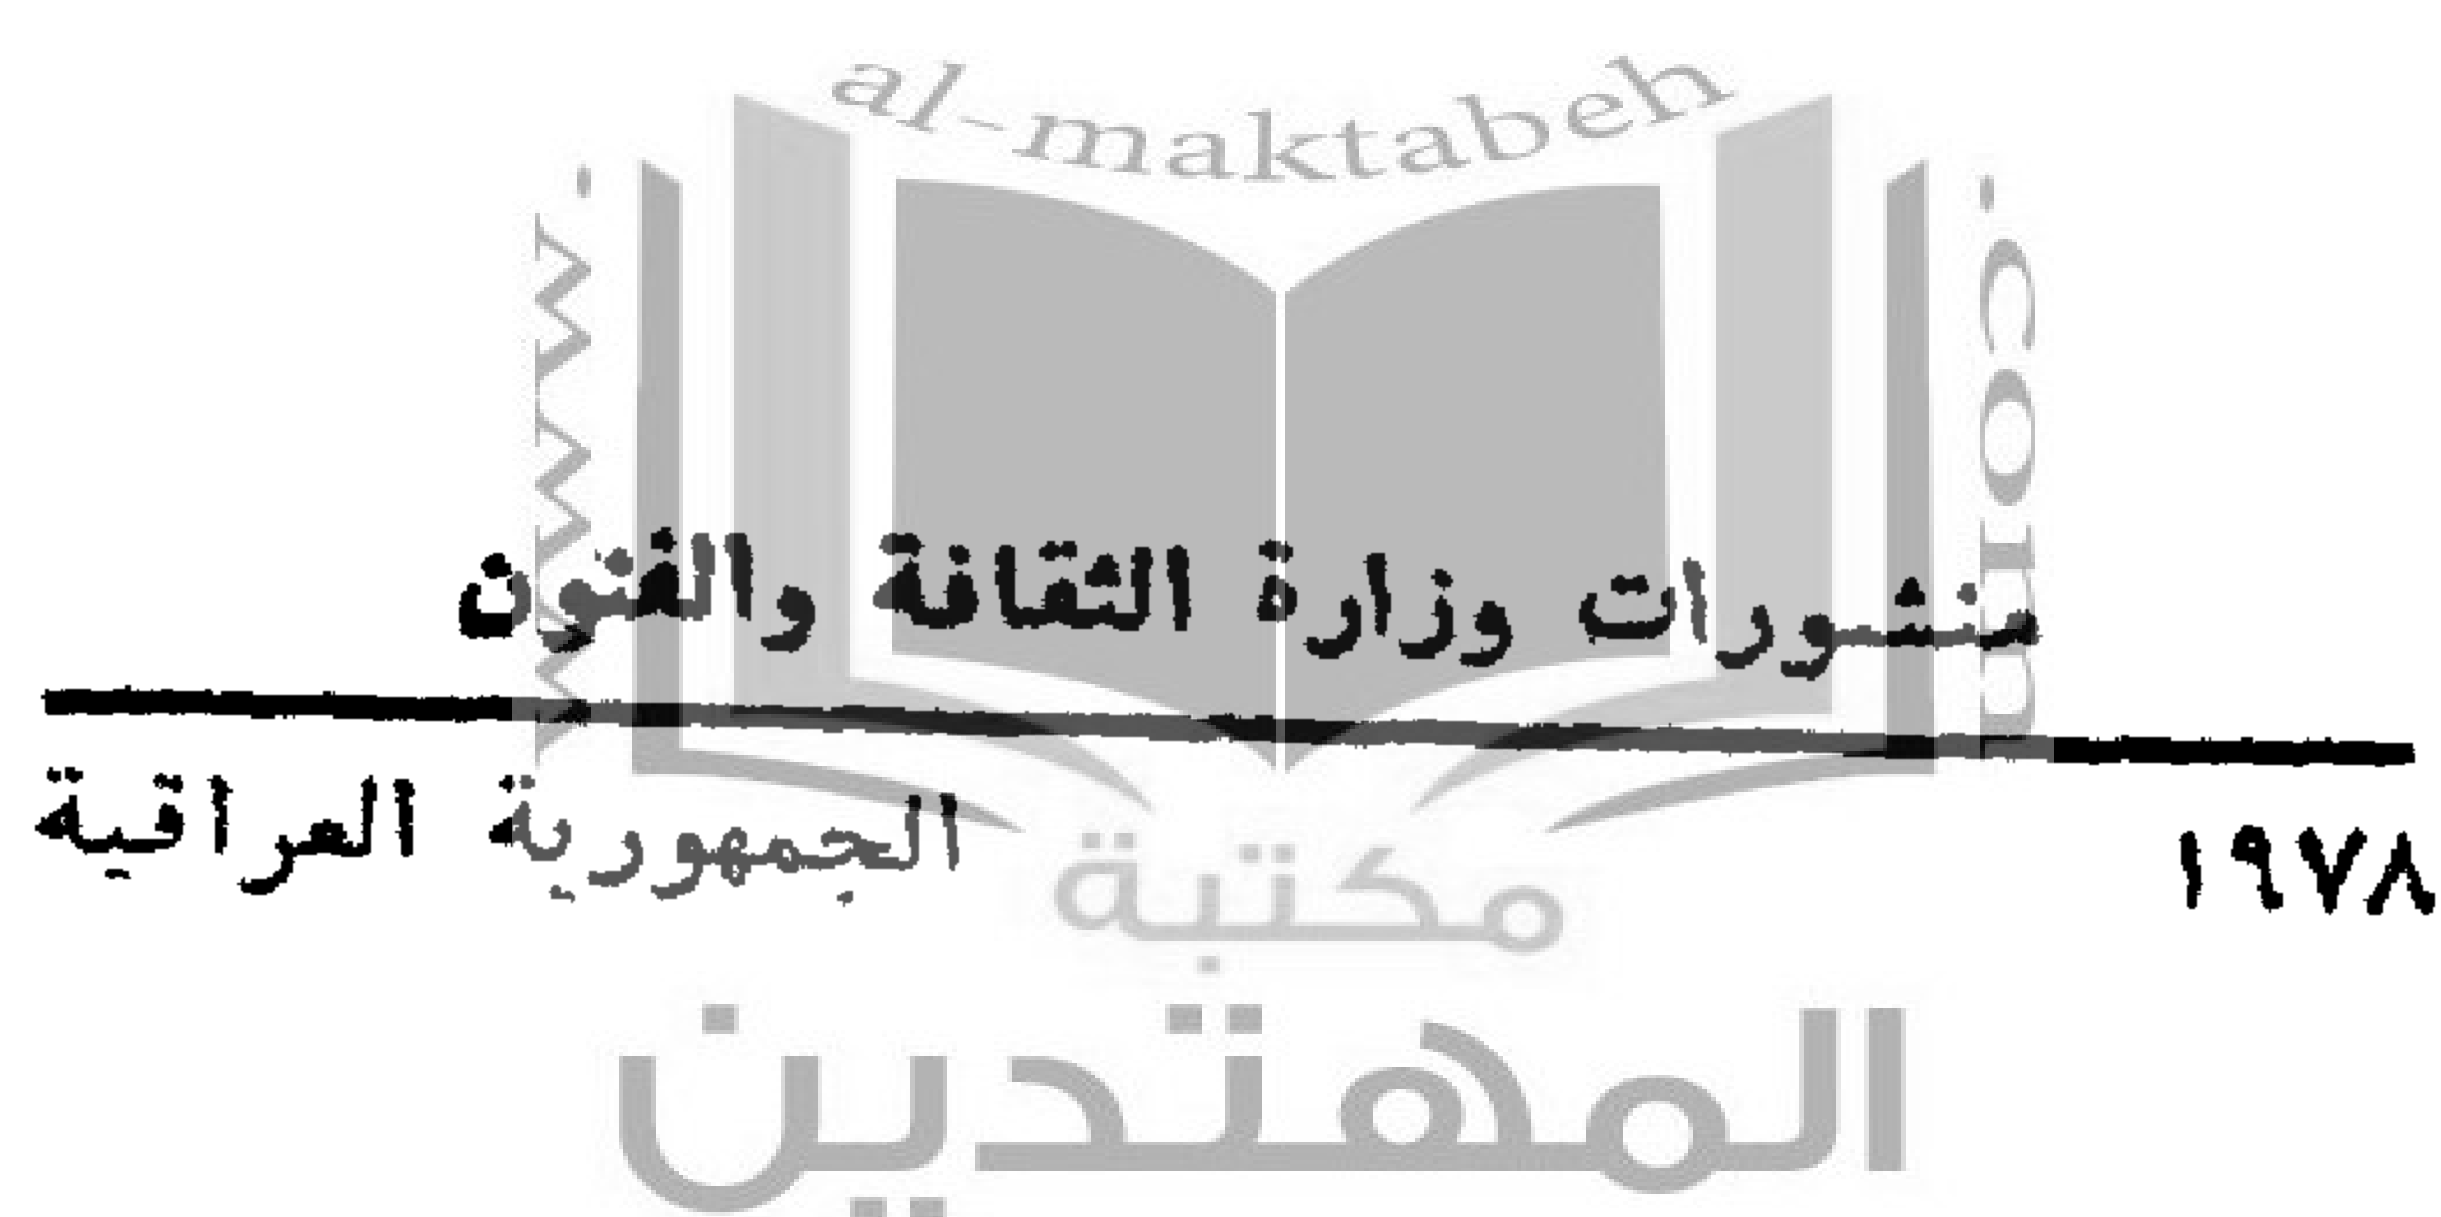 al-maktabeh
www.
.com
منشورات وزارة الثقافة والفنون
١٩٧٨ الجمهورية العراقية
مكتبة
المهتدين